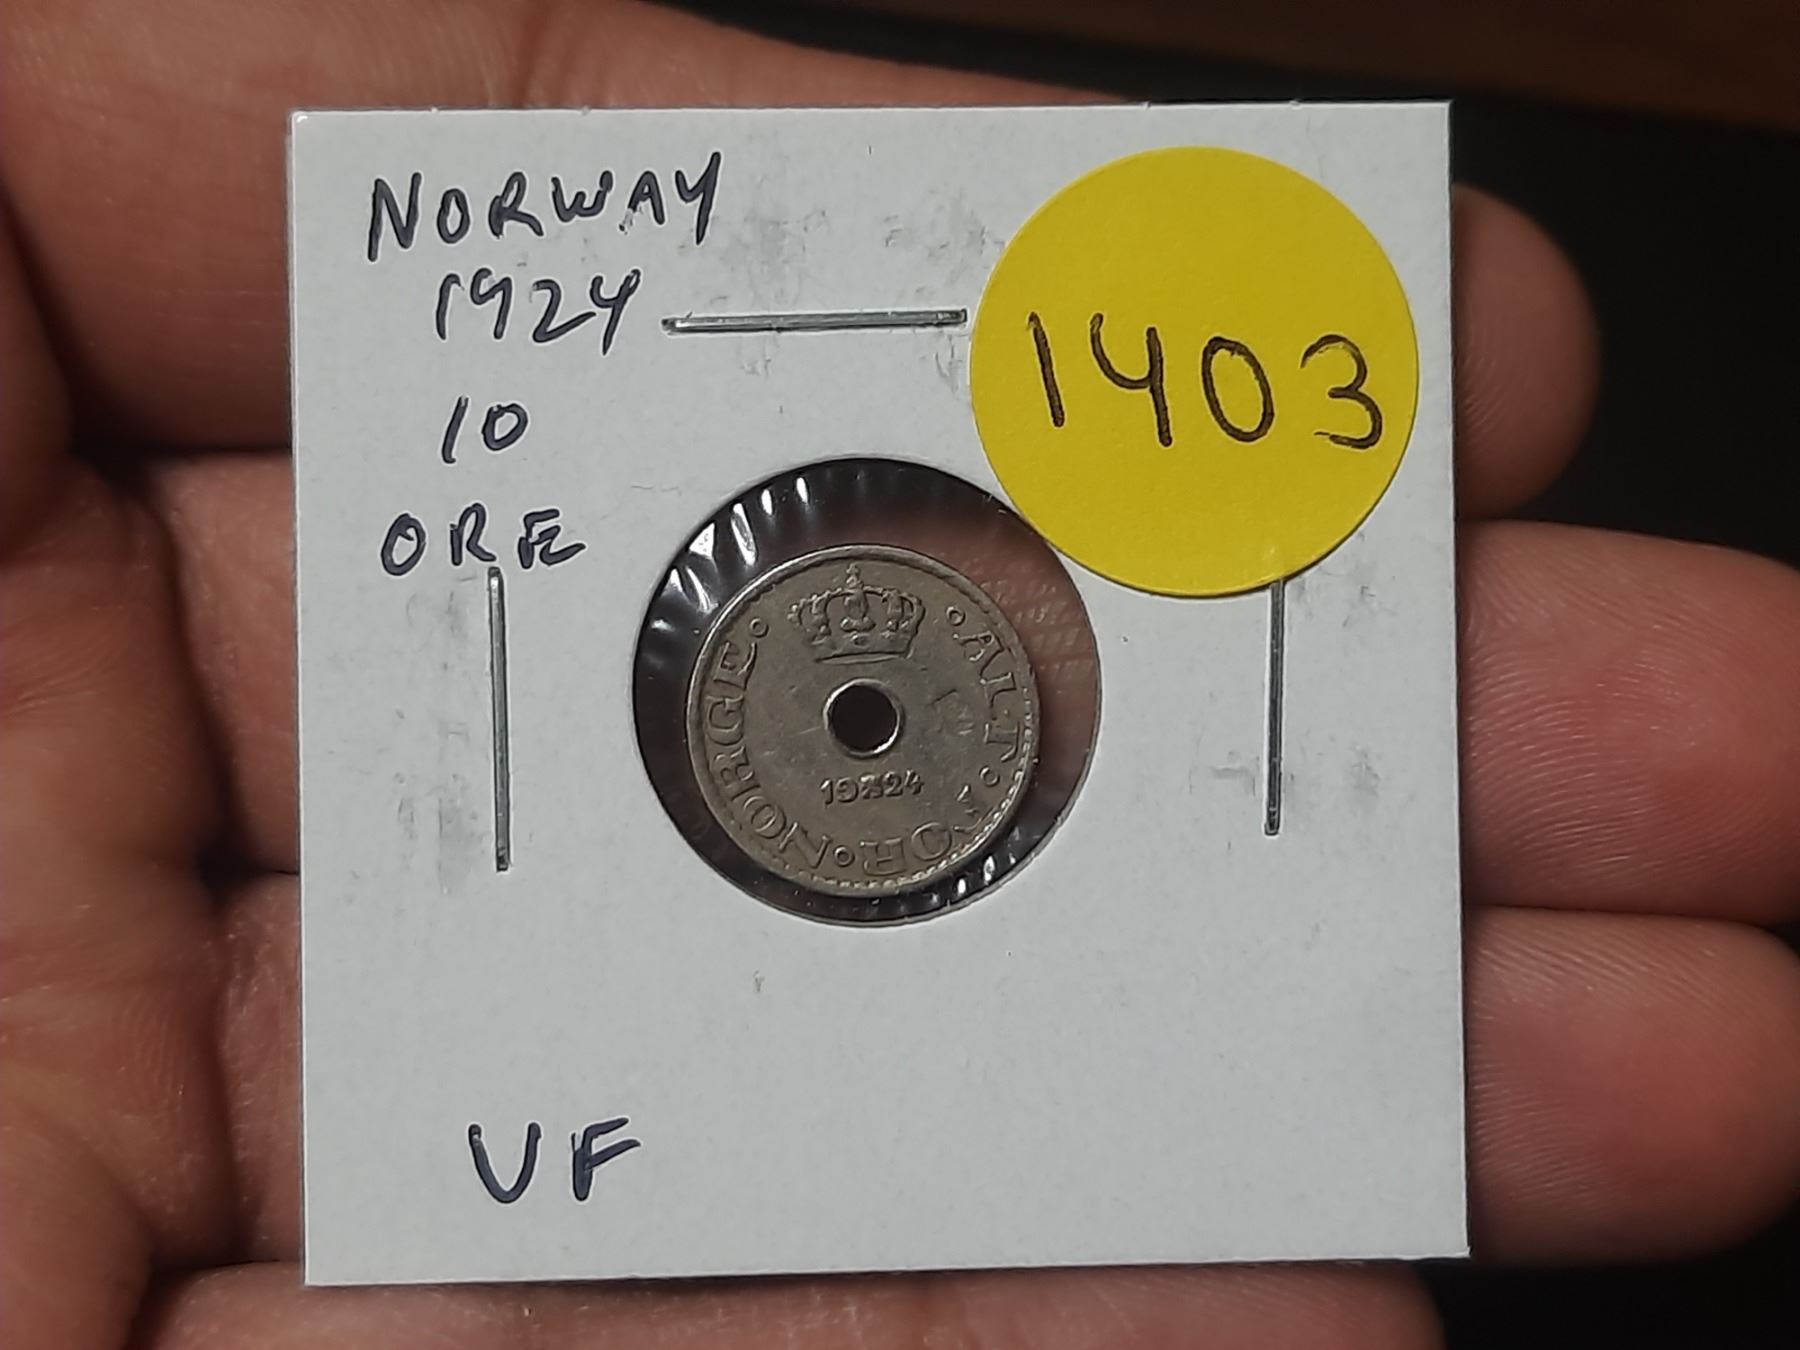 NORWAY
1924
10
ORE
1403
NORGE
ALT
FOR
1924
VF